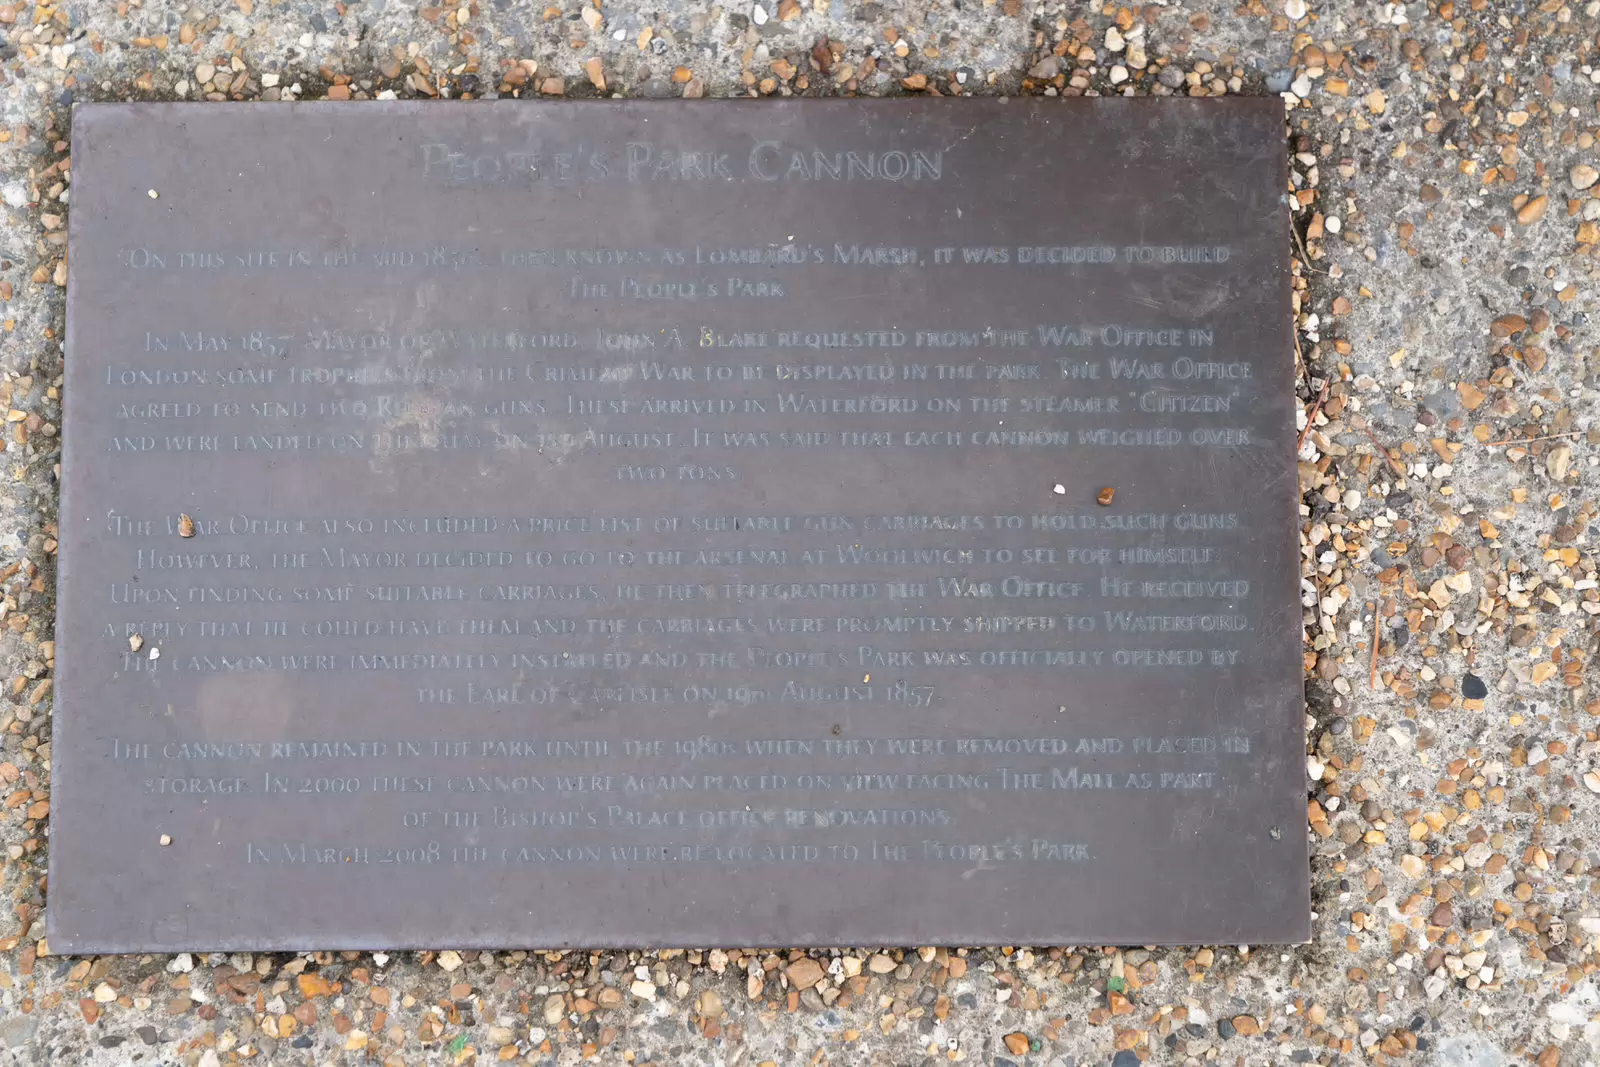 People's Park Cannon
On this site in the mid 1850s, then known as Lombard's Marsh, it was decided to build
The People's Park
In May 1857, Mayor of Waterford, John A. Blake requested from the War Office in
London some trophies from the Crimean War to be displayed in the park. The War Office
agreed to send two Russian guns. These arrived in Waterford on the steamer "Citizen"
and were landed on the quay on 1st August. It was said that each cannon weighed over
two tons.
The War Office also included a price list of suitable gun carriages to hold such guns.
However, the Mayor decided to go to the arsenal at Woolwich to see for himself.
Upon finding some suitable carriages, he then telegraphed the War Office. He received
a reply that he could have them and the carriages were promptly shipped to Waterford.
The cannon were immediately installed and the People's Park was officially opened by
the Earl of Carlisle on 19th August 1857.
The cannon remained in the park until the 1980s when they were removed and placed in
storage. In 2000 these cannon were again placed on view facing The Mall as part
of the Bishop's Palace office renovations.
In March 2008 the cannon were re-located to The People's Park.